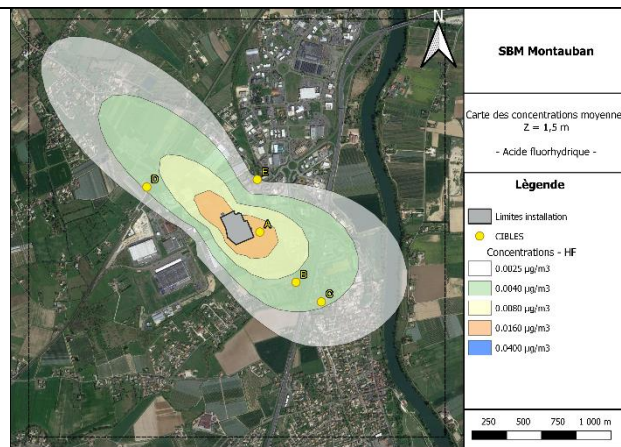 N
SBM Montauban
Carte des concentrations moyenne
Z = 1,5 m
- Acide fluorhydrique -
Lègende
Limites installation
CIBLES
Concentrations - HF
0.0025 µg/m3
0.0040 µg/m3
0.0080 µg/m3
0.0160 µg/m3
0.0400 µg/m3
250 500 750 1 000 m
E
D
A
B
C